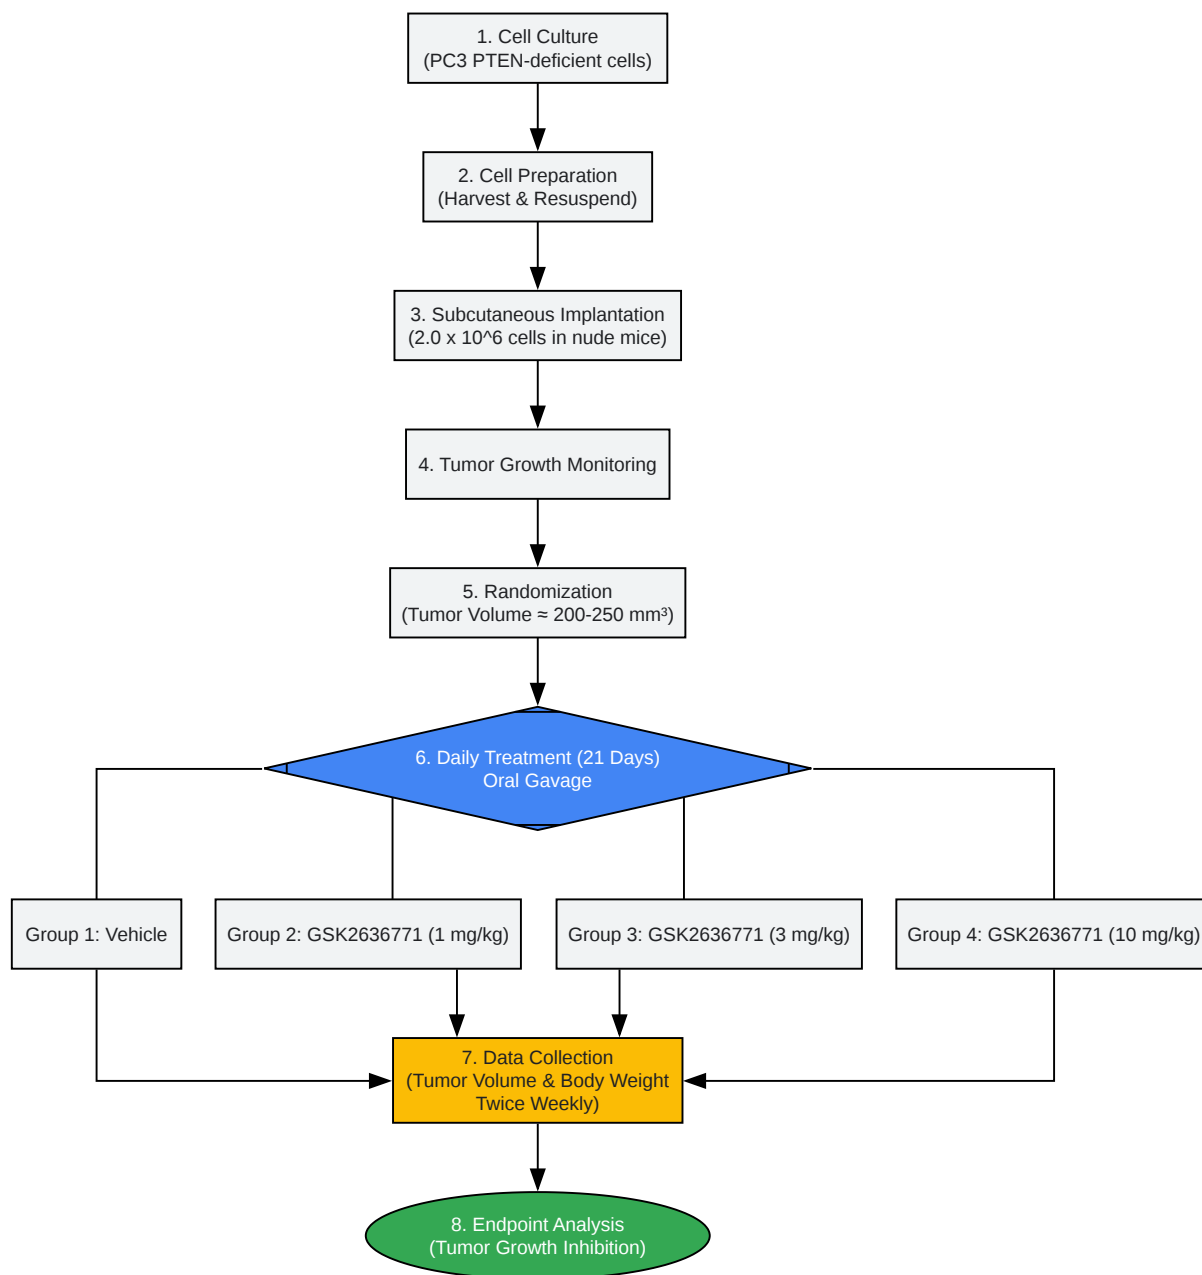 1. Cell Culture
(PC3 PTEN-deficient cells)
2. Cell Preparation
(Harvest & Resuspend)
3. Subcutaneous Implantation
(2.0 x 10^6 cells in nude mice)
4. Tumor Growth Monitoring
5. Randomization
(Tumor Volume ≈ 200-250 mm³)
6. Daily Treatment (21 Days)
Oral Gavage
Group 1: Vehicle
Group 2: GSK2636771 (1 mg/kg)
Group 3: GSK2636771 (3 mg/kg)
Group 4: GSK2636771 (10 mg/kg)
7. Data Collection
(Tumor Volume & Body Weight
Twice Weekly)
8. Endpoint Analysis
(Tumor Growth Inhibition)